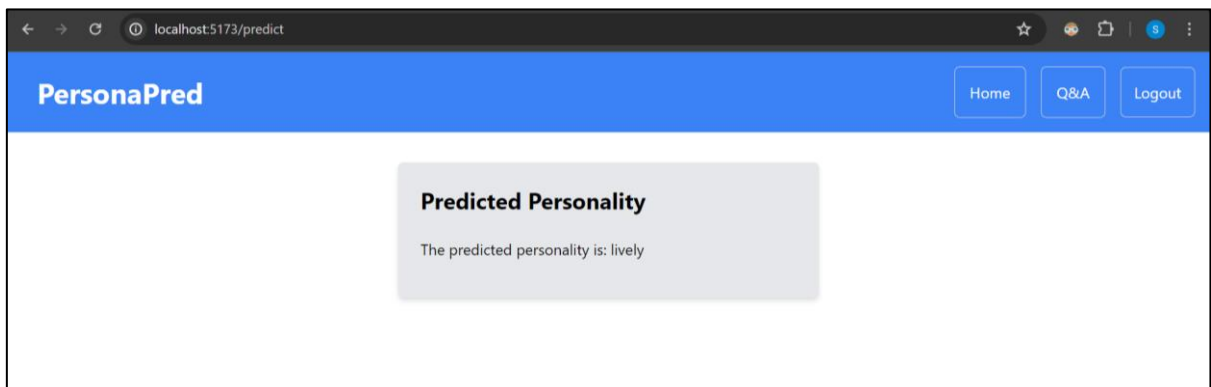 localhost:5173/predict
S
PersonaPred
Home
Q&A
Logout
Predicted Personality
The predicted personality is: lively